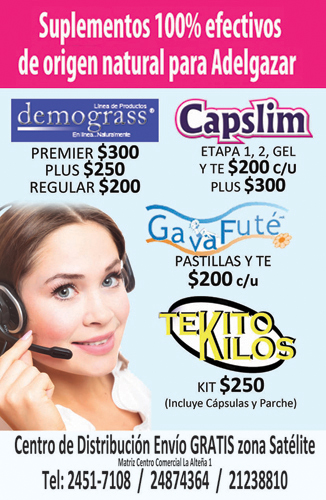 Suplementos 100% efectivos
de origen natural para Adelgazar
Línea de Productos
demograss®
En línea...Naturalmente
PREMIER $300
PLUS $250
REGULAR $200
Capslim
ETAPA 1, 2, GEL
Y TE $200 c/u
PLUS $300
GavaFuté
PASTILLAS Y TE
$200 c/u
TEKITO
KILOS
KIT $250
(Incluye Cápsulas y Parche)
Centro de Distribución Envío GRATIS zona Satélite
Matriz Centro Comercial La Alteña 1
Tel: 2451-7108 / 24874364 / 21238810